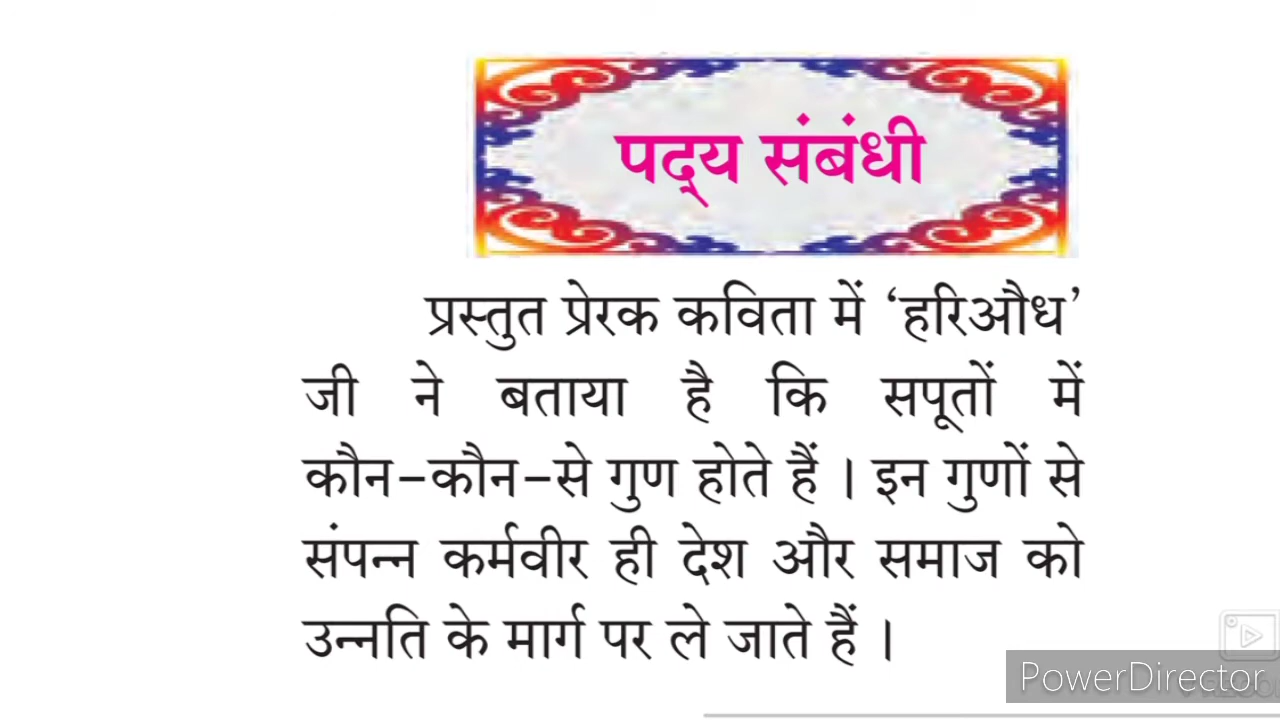 पद्‌य संबंधी
प्रस्तुत प्रेरक कविता में ‘हरिऔध’
जी ने बताया है कि सपूतों में
कौन-कौन-से गुण होते हैं । इन गुणों से
संपन्न कर्मवीर ही देश और समाज को
उन्नति के मार्ग पर ले जाते हैं ।
PowerDirector